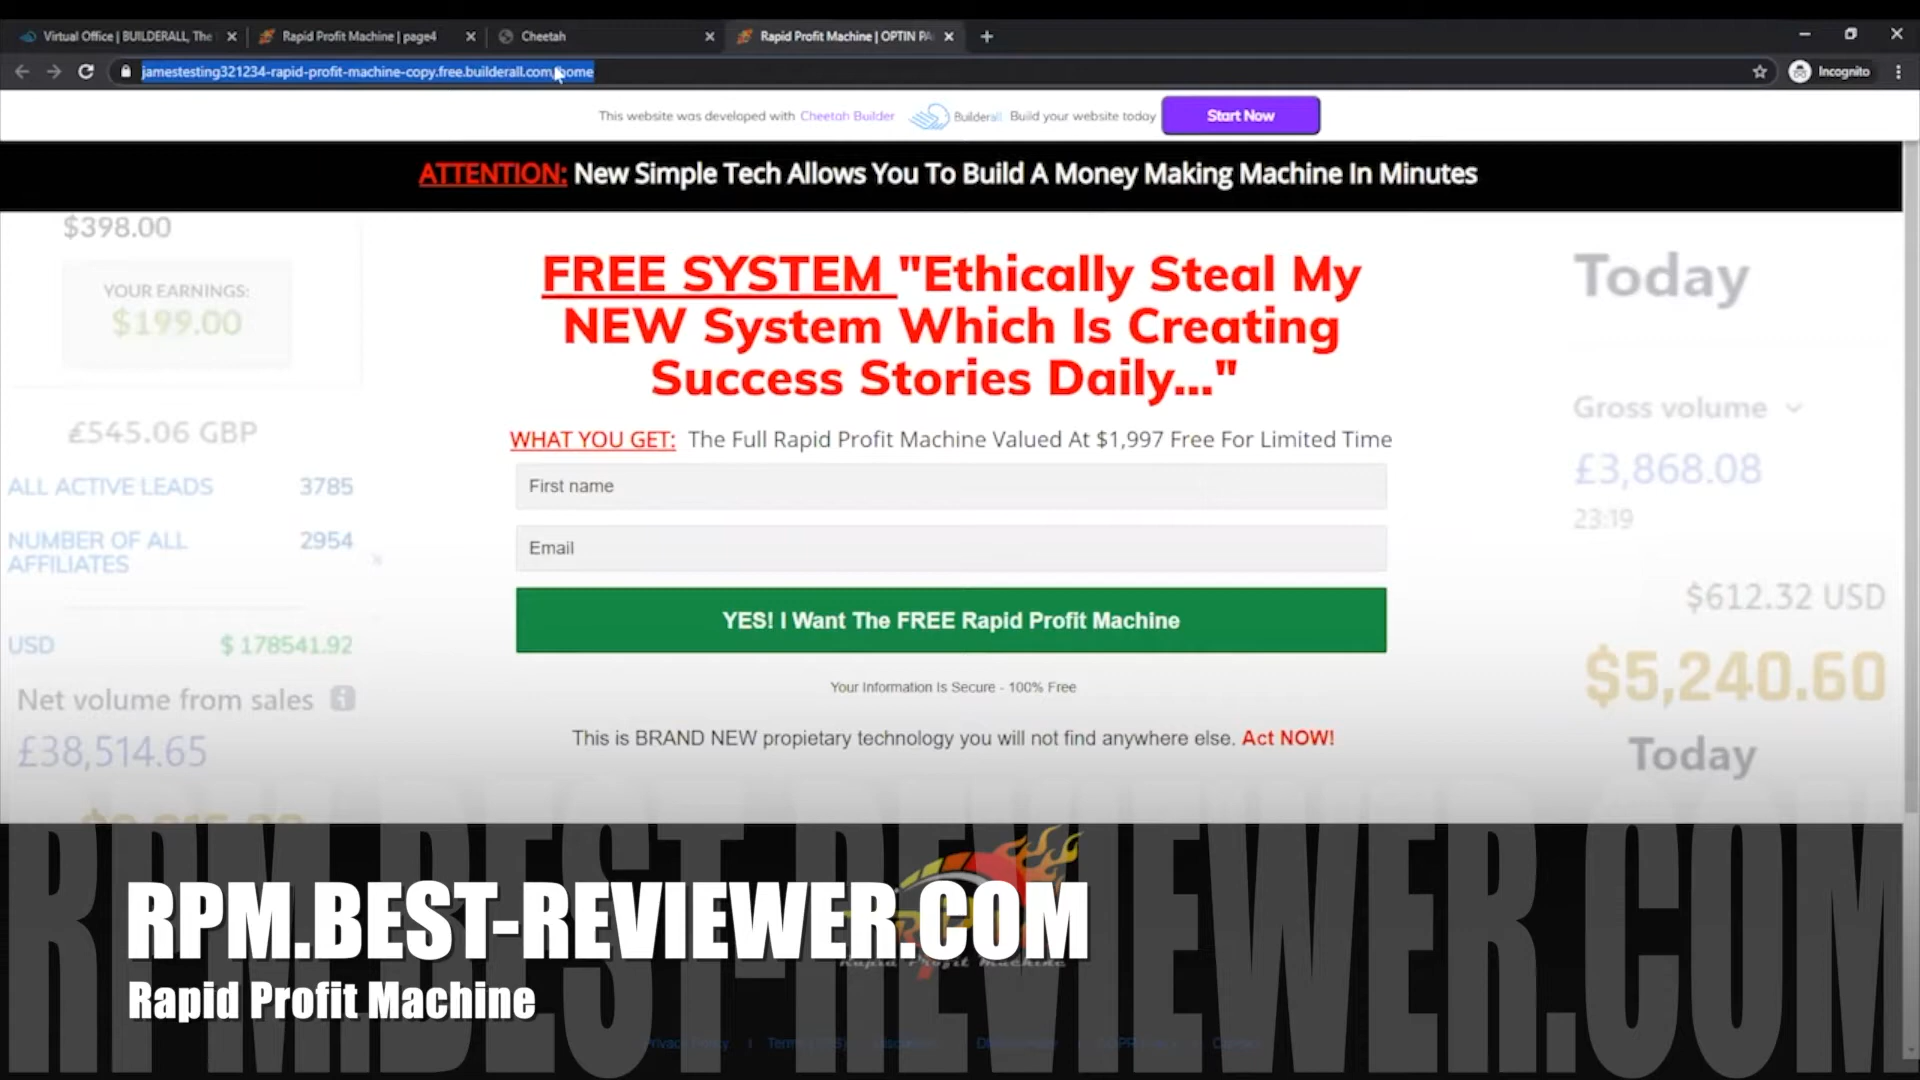 Virtual Office | BUILDERALL, The
Rapid Profit Machine | page4
Cheetah
Rapid Profit Machine | OPTIN PA
jamestesting321234-rapid-profit-machine-copy.free.builderall.com/home
Incognito
This website was developed with Cheetah Builder Builderall Build your website today Start Now
ATTENTION: New Simple Tech Allows You To Build A Money Making Machine In Minutes
$398.00
YOUR EARNINGS:
$199.00
£545.06 GBP
ALL ACTIVE LEADS 3785
NUMBER OF ALL 2954
AFFILIATES
USD $ 178541.92
Net volume from sales
£38,514.65
FREE SYSTEM "Ethically Steal My
NEW System Which Is Creating
Success Stories Daily..."
WHAT YOU GET: The Full Rapid Profit Machine Valued At $1,997 Free For Limited Time
First name
Email
YES! I Want The FREE Rapid Profit Machine
Your Information Is Secure - 100% Free
This is BRAND NEW propietary technology you will not find anywhere else. Act NOW!
Today
Gross volume
£3,868.08
23:19
$612.32 USD
$5,240.60
Today
RPM.BEST-REVIEWER.COM
RPM.BEST-REVIEWER.COM
Rapid Profit Machine
Rapid Profit Machine